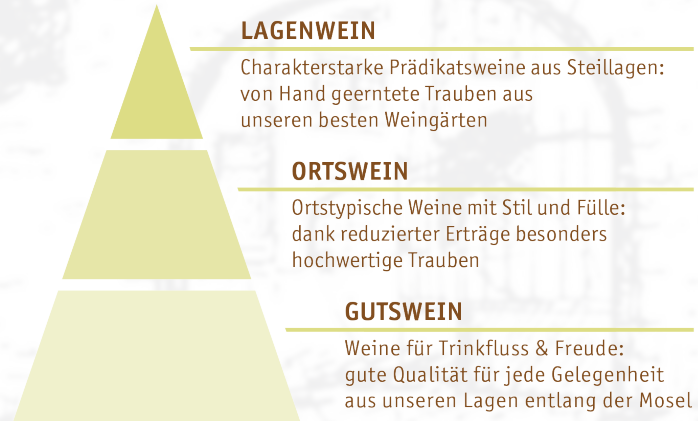 LAGENWEIN
Charakterstarke Prädikatsweine aus Steillagen:
von Hand geerntete Trauben aus
unseren besten Weingärten
ORTSWEIN
Ortstypische Weine mit Stil und Fülle:
dank reduzierter Erträge besonders
hochwertige Trauben
GUTSWEIN
Weine für Trinkfluss & Freude:
gute Qualität für jede Gelegenheit
aus unseren Lagen entlang der Mosel